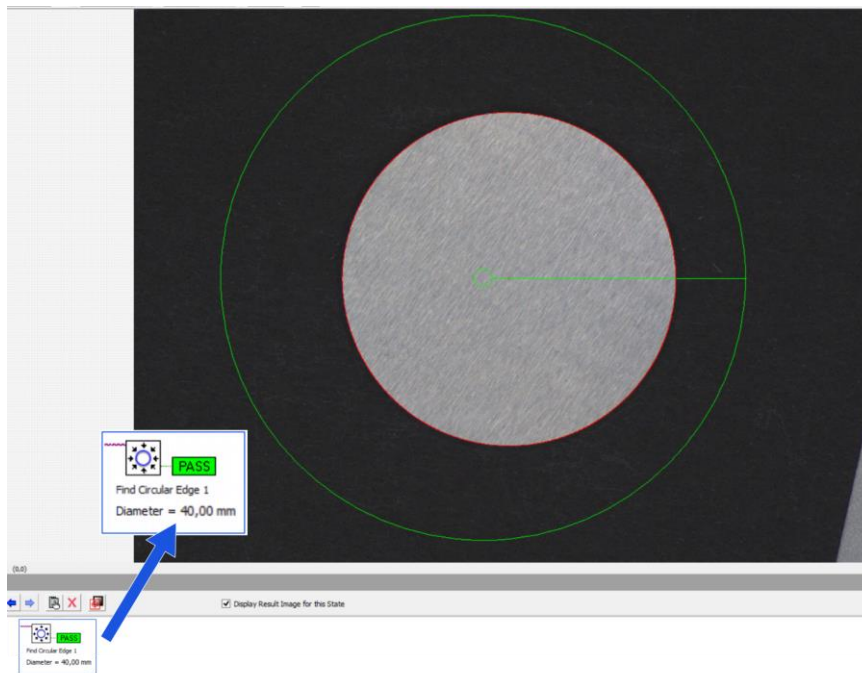 PASS
Find Circular Edge 1
Diameter = 40,00 mm
(0,0)
Display Result Image for this State
PASS
Find Circular Edge 1
Diameter = 40,00 mm